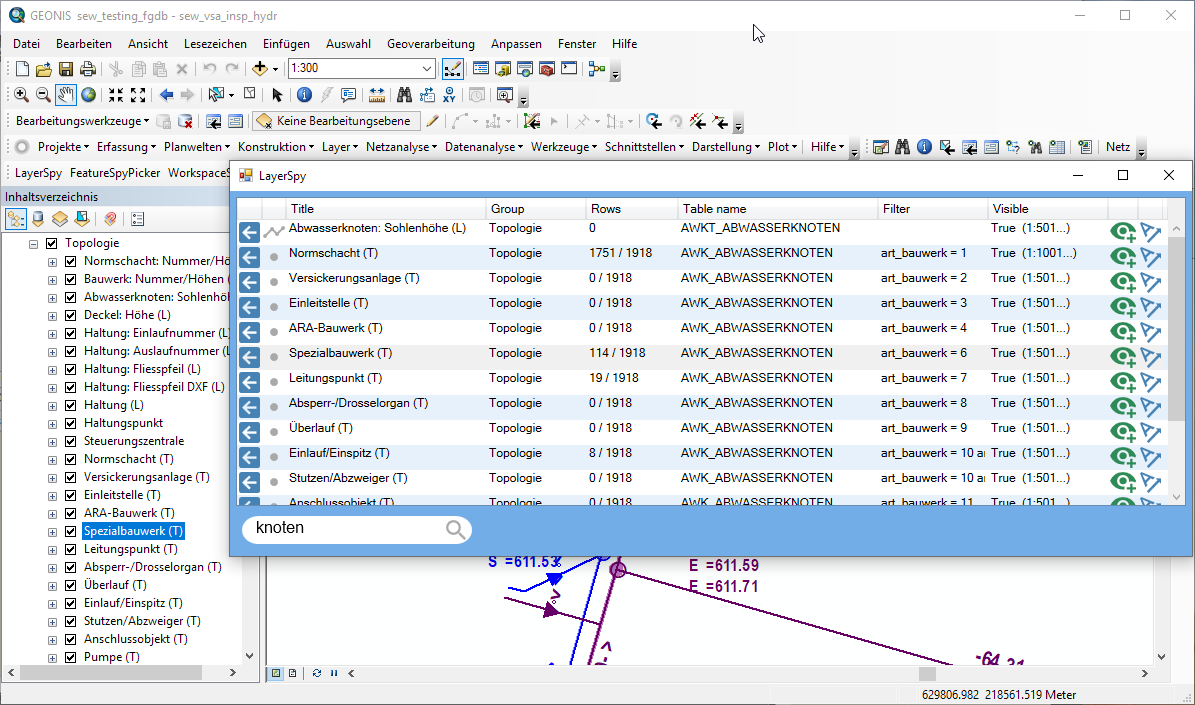 GEONIS sew_testing_fgdb - sew_vsa_insp_hydr
Datei Bearbeiten Ansicht Lesezeichen Einfügen Auswahl Geoverarbeitung Anpassen Fenster Hilfe
1:300
XY
Bearbeitungswerkzeuge Keine Bearbeitungsebene
Projekte Erfassung Planwelten Konstruktion Layer Netzanalyse Datenanalyse Werkzeuge Schnittstellen Darstellung Plot Hilfe Netz
LayerSpy FeatureSpyPicker WorkspaceS
Inhaltsverzeichnis
Topologie
Normschacht: Nummer/Hö
Bauwerk: Nummer/Höhen (
Abwasserknoten: Sohlenhöh
Deckel: Höhe (L)
Haltung: Einlaufnummer (L)
Haltung: Auslaufnummer (L
Haltung: Fliesspfeil (L)
Haltung: Fliesspfeil DXF (L)
Haltung (L)
Haltungspunkt
Steuerungszentrale
Normschacht (T)
Versickerungsanlage (T)
Einleitstelle (T)
ARA-Bauwerk (T)
Spezialbauwerk (T)
Leitungspunkt (T)
Absperr-/Drosselorgan (T)
Überlauf (T)
Einlauf/Einspitz (T)
Stutzen/Abzweiger (T)
Anschlussobjekt (T)
Pumpe (T)
LayerSpy
Title Group Rows Table name Filter Visible
Abwasserknoten: Sohlenhöhe (L) Topologie 0 AWKT_ABWASSERKNOTEN True (1:501...)
Normschacht (T) Topologie 1751 / 1918 AWK_ABWASSERKNOTEN art_bauwerk = 1 True (1:1001...)
Versickerungsanlage (T) Topologie 0 / 1918 AWK_ABWASSERKNOTEN art_bauwerk = 2 True (1:501...)
Einleitstelle (T) Topologie 0 / 1918 AWK_ABWASSERKNOTEN art_bauwerk = 3 True (1:501...)
ARA-Bauwerk (T) Topologie 0 / 1918 AWK_ABWASSERKNOTEN art_bauwerk = 4 True (1:501...)
Spezialbauwerk (T) Topologie 114 / 1918 AWK_ABWASSERKNOTEN art_bauwerk = 6 True (1:501...)
Leitungspunkt (T) Topologie 19 / 1918 AWK_ABWASSERKNOTEN art_bauwerk = 7 True (1:501...)
Absperr-/Drosselorgan (T) Topologie 0 / 1918 AWK_ABWASSERKNOTEN art_bauwerk = 8 True (1:501...)
Überlauf (T) Topologie 0 / 1918 AWK_ABWASSERKNOTEN art_bauwerk = 9 True (1:501...)
Einlauf/Einspitz (T) Topologie 8 / 1918 AWK_ABWASSERKNOTEN art_bauwerk = 10 ar True (1:501...)
Stutzen/Abzweiger (T) Topologie 0 / 1918 AWK_ABWASSERKNOTEN art_bauwerk = 10 ar True (1:501...)
Anschlussobjekt (T) Topologie 0 / 1918 AWK_ABWASSERKNOTEN art_bauwerk = 11 True (1:501...)
knoten
S =611.53
E =611.59
E =611.71
629806.982 218561.519 Meter